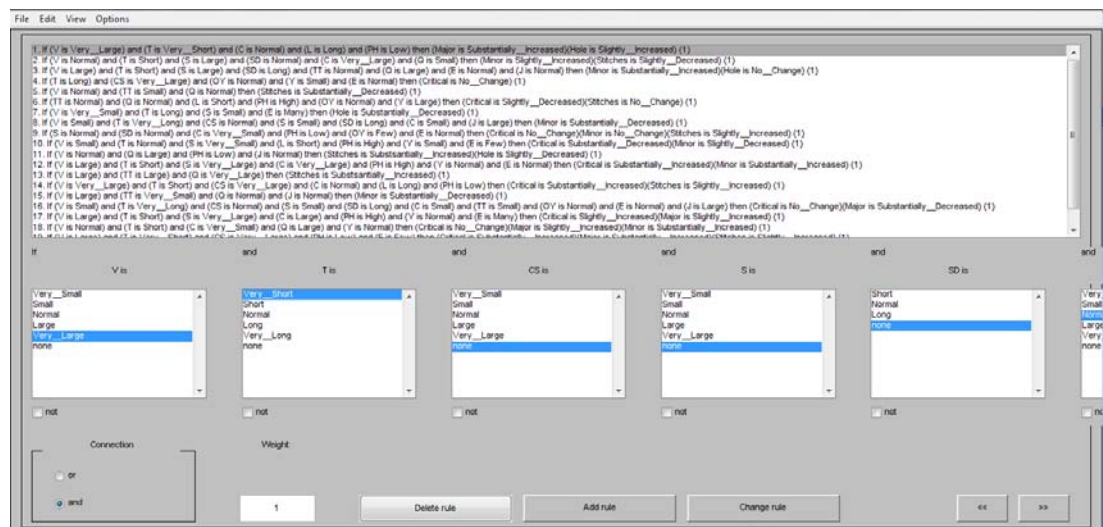 File Edit View Options
1. If (V is Very__Large) and (T is Very__Short) and (C is Normal) and (L is Long) and (PH is Low) then (Major is Substantially__Increased)(Hole is Slightly__Increased) (1)
2. If (V is Normal) and (T is Short) and (S is Large) and (SD is Normal) and (C is Very__Large) and (Q is Small) then (Minor is Slightly__Increased)(Stitches is Slightly__Decreased) (1)
3. If (V is Large) and (T is Short) and (S is Large) and (SD is Long) and (TT is Normal) and (Q is Large) and (E is Normal) and (J is Normal) then (Minor is Substantially__Increased)(Hole is No__Change) (1)
4. If (T is Long) and (CS is Very__Large) and (OY is Normal) and (Y is Small) and (E is Normal) then (Critical is No__Change) (1)
5. If (V is Normal) and (TT is Small) and (Q is Normal) then (Stitches is Substantially__Decreased) (1)
6. If (TT is Normal) and (Q is Normal) and (L is Short) and (PH is High) and (OY is Normal) and (Y is Large) then (Critical is Slightly__Decreased)(Stitches is No__Change) (1)
7. If (V is Very__Small) and (T is Long) and (S is Small) and (E is Many) then (Hole is Substantially__Decreased) (1)
8. If (V is Small) and (T is Very__Long) and (CS is Normal) and (S is Normal) and (E is Normal) and (J is Large) then (Minor is Substantially__Decreased) (1)
9. If (S is Normal) and (SD is Normal) and (C is Very__Small) and (PH is Low) and (OY is Few) and (E is Normal) then (Critical is No__Change)(Minor is No__Change)(Stitches is Slightly__Increased) (1)
10. If (V is Small) and (T is Normal) and (S is Very__Small) and (L is Short) and (PH is High) and (Y is Small) and (E is Few) then (Critical is Substantially__Decreased)(Minor is Slightly__Decreased) (1)
11. If (V is Normal) and (Q is Large) and (PH is Low) and (J is Normal) then (Stitches is Substsantially__Increased)(Hole is Slightly__Decreased) (1)
12. If (V is Large) and (T is Short) and (S is Very__Large) and (C is Very__Large) and (PH is High) and (Y is Normal) and (E is Normal) then (Critical is Substantially__Increased)(Minor is Substantially__Increased) (1)
13. If (V is Large) and (TT is Large) and (Q is Very__Large) then (Stitches is Substsantially__Increased) (1)
14. If (V is Very__Large) and (T is Short) and (CS is Very__Large) and (C is Normal) and (L is Long) and (PH is Low) then (Critical is Substantially__Increased)(Stitches is Slightly__Increased) (1)
15. If (V is Large) and (TT is Very__Small) and (Q is Normal) and (J is Normal) then (Minor is Substantially__Decreased) (1)
16. If (V is Small) and (T is Very__Long) and (CS is Normal) and (S is Small) and (SD is Long) and (C is Small) and (TT is Small) and (OY is Normal) and (E is Normal) and (J is Large) then (Critical is No__Change)(Major is Substantially__Decreased) (1)
17. If (V is Large) and (T is Short) and (S is Very__Large) and (C is Large) and (PH is High) and (Y is Normal) and (E is Many) then (Critical is Slightly__Increased)(Major is Slightly__Increased) (1)
18. If (V is Normal) and (T is Short) and (C is Very__Small) and (Q is Large) and (Y is Normal) then (Critical is No__Change)(Major is Slightly__Increased)(Minor is Substantially__Increased) (1)
If and and and and and
V is T is CS is S is SD is
Very__Small Very__Short Very__Small Very__Small Short Very
Small Short Small Small Normal Small
Normal Normal Normal Normal Long Norm
Large Long Large Large none Large
Very__Large Very__Long Very__Large Very__Large Very
none none none none none
not not not not not
Connection Weight
or
and 1 Delete rule Add rule Change rule << >>